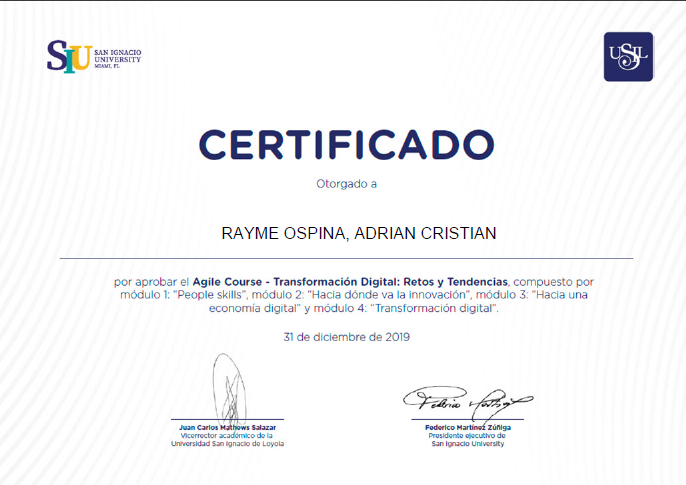 SIU SAN IGNACIO
UNIVERSITY
MIAMI, FL
USIL
CERTIFICADO
Otorgado a
RAYME OSPINA, ADRIAN CRISTIAN
por aprobar el Agile Course - Transformación Digital: Retos y Tendencias, compuesto por
módulo 1: "People skills", módulo 2: "Hacia dónde va la innovación", módulo 3: "Hacia una
economía digital" y módulo 4: "Transformación digital".
31 de diciembre de 2019
Juan Carlos Mathews Salazar
Vicerrector académico de la
Universidad San Ignacio de Loyola
Federico Martínez Zúñiga
Presidente ejecutivo de
San Ignacio University